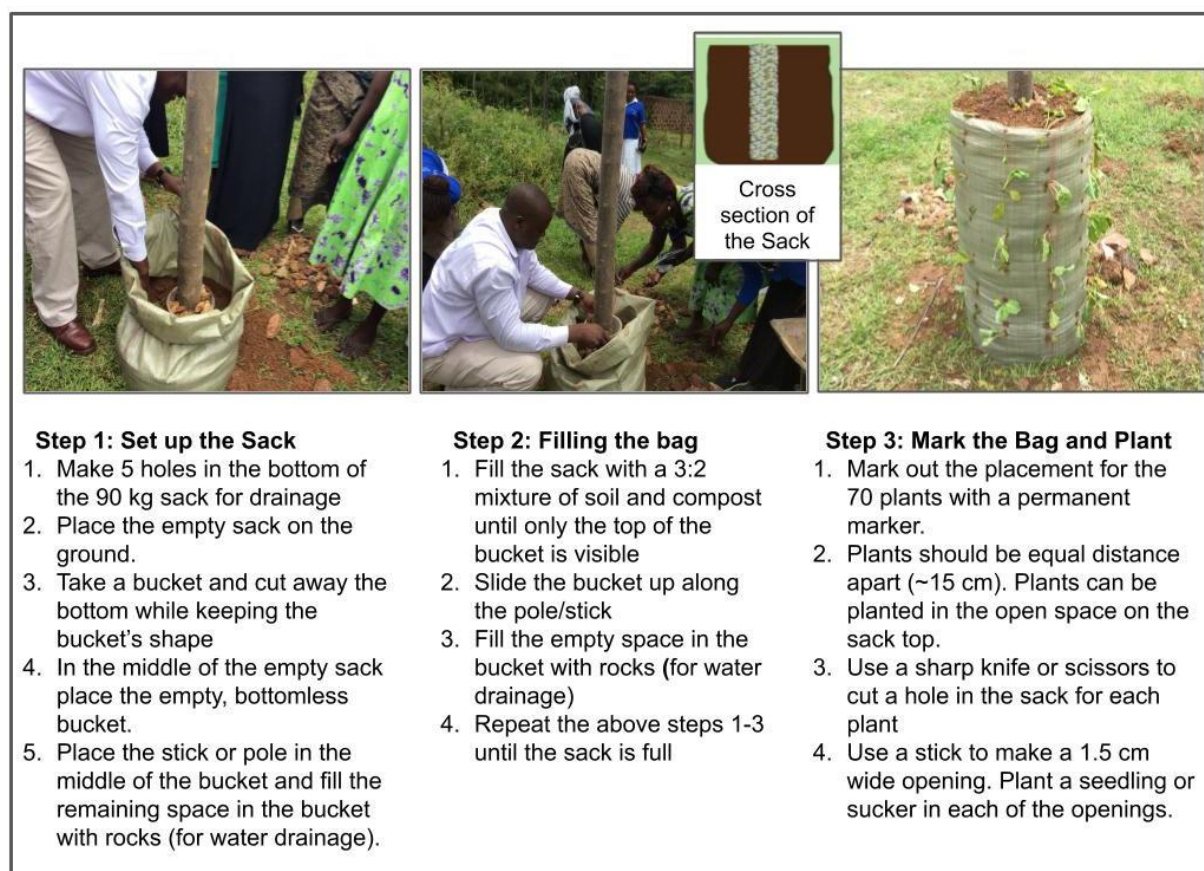 Cross
section of
the Sack
Step 1: Set up the Sack
1. Make 5 holes in the bottom of
the 90 kg sack for drainage
2. Place the empty sack on the
ground.
3. Take a bucket and cut away the
bottom while keeping the
bucket's shape
4. In the middle of the empty sack
place the empty, bottomless
bucket.
5. Place the stick or pole in the
middle of the bucket and fill the
remaining space in the bucket
with rocks (for water drainage).
Step 2: Filling the bag
1. Fill the sack with a 3:2
mixture of soil and compost
until only the top of the
bucket is visible
2. Slide the bucket up along
the pole/stick
3. Fill the empty space in the
bucket with rocks (for water
drainage)
4. Repeat the above steps 1-3
until the sack is full
Step 3: Mark the Bag and Plant
1. Mark out the placement for the
70 plants with a permanent
marker.
2. Plants should be equal distance
apart (~15 cm). Plants can be
planted in the open space on the
sack top.
3. Use a sharp knife or scissors to
cut a hole in the sack for each
plant
4. Use a stick to make a 1.5 cm
wide opening. Plant a seedling or
sucker in each of the openings.